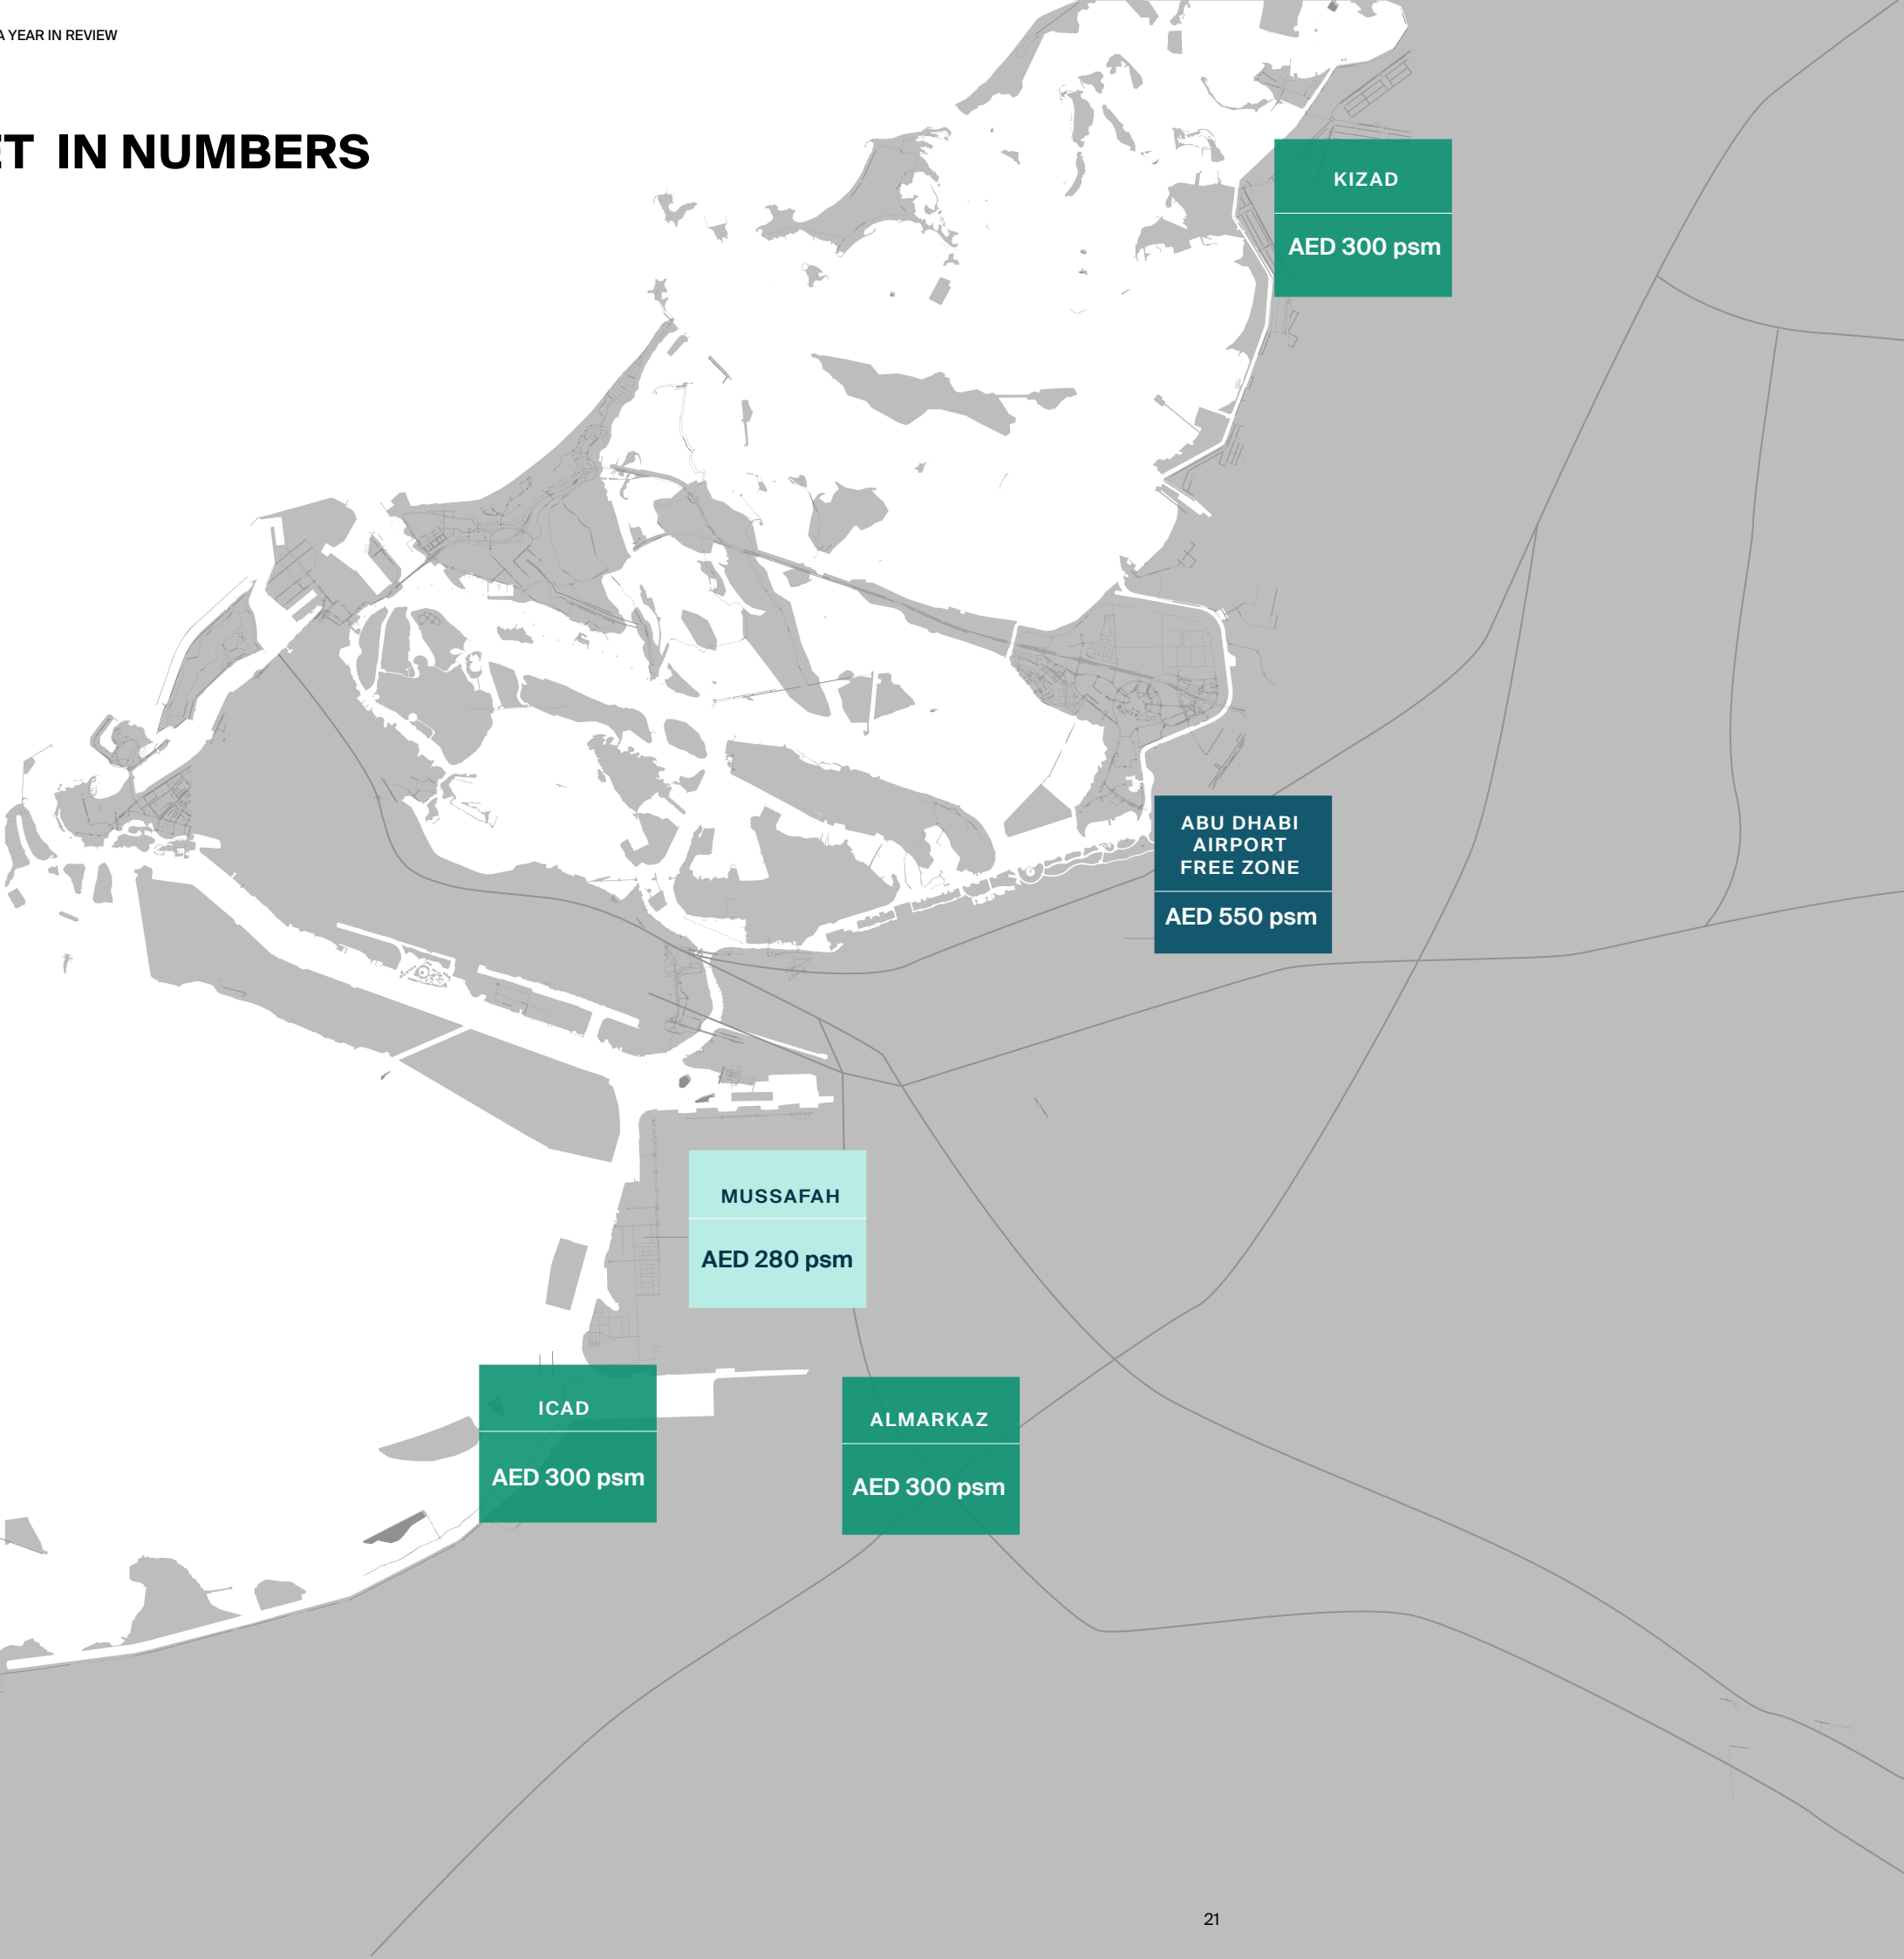 A YEAR IN REVIEW
ET IN NUMBERS
KIZAD
AED 300 psm
ABU DHABI
AIRPORT
FREE ZONE
AED 550 psm
MUSSAFAH
AED 280 psm
ICAD
AED 300 psm
ALMARKAZ
AED 300 psm
21